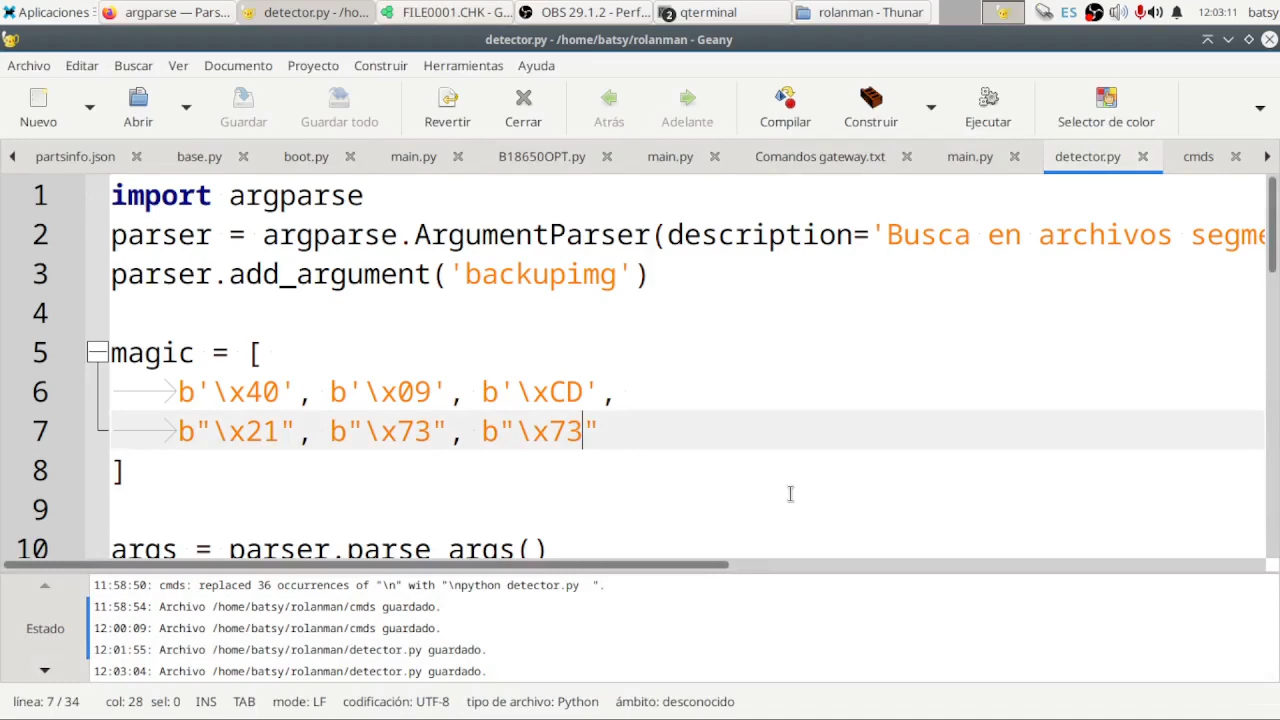 Aplicaciones
argparse — Pars...
detector.py - /ho...
FILE0001.CHK - G...
OBS 29.1.2 - Perf...
2 qterminal
rolanman - Thunar
ES
12:03:11 batsy
detector.py - /home/batsy/rolanman - Geany
Archivo Editar Buscar Ver Documento Proyecto Construir Herramientas Ayuda
Nuevo Abrir Guardar Guardar todo Revertir Cerrar Atrás Adelante Compilar Construir Ejecutar Selector de color
partsinfo.json base.py boot.py main.py B18650OPT.py main.py Comandos gateway.txt main.py detector.py cmds
1 import argparse
2 parser = argparse.ArgumentParser(description='Busca en archivos segme
3 parser.add_argument('backupimg')
4
5 magic = [
6 b'\x40', b'\x09', b'\xCD',
7 b"\x21", b"\x73", b"\x73"
8 ]
9
10 args = parser.parse_args()
11:58:50: cmds: replaced 36 occurrences of "\n" with "\npython detector.py  ".
11:58:54: Archivo /home/batsy/rolanman/cmds guardado.
Estado
12:00:09: Archivo /home/batsy/rolanman/cmds guardado.
12:01:55: Archivo /home/batsy/rolanman/detector.py guardado.
12:03:04: Archivo /home/batsy/rolanman/detector.py guardado.
línea: 7 / 34 col: 28 sel: 0 INS TAB mode: LF codificación: UTF-8 tipo de archivo: Python ámbito: desconocido